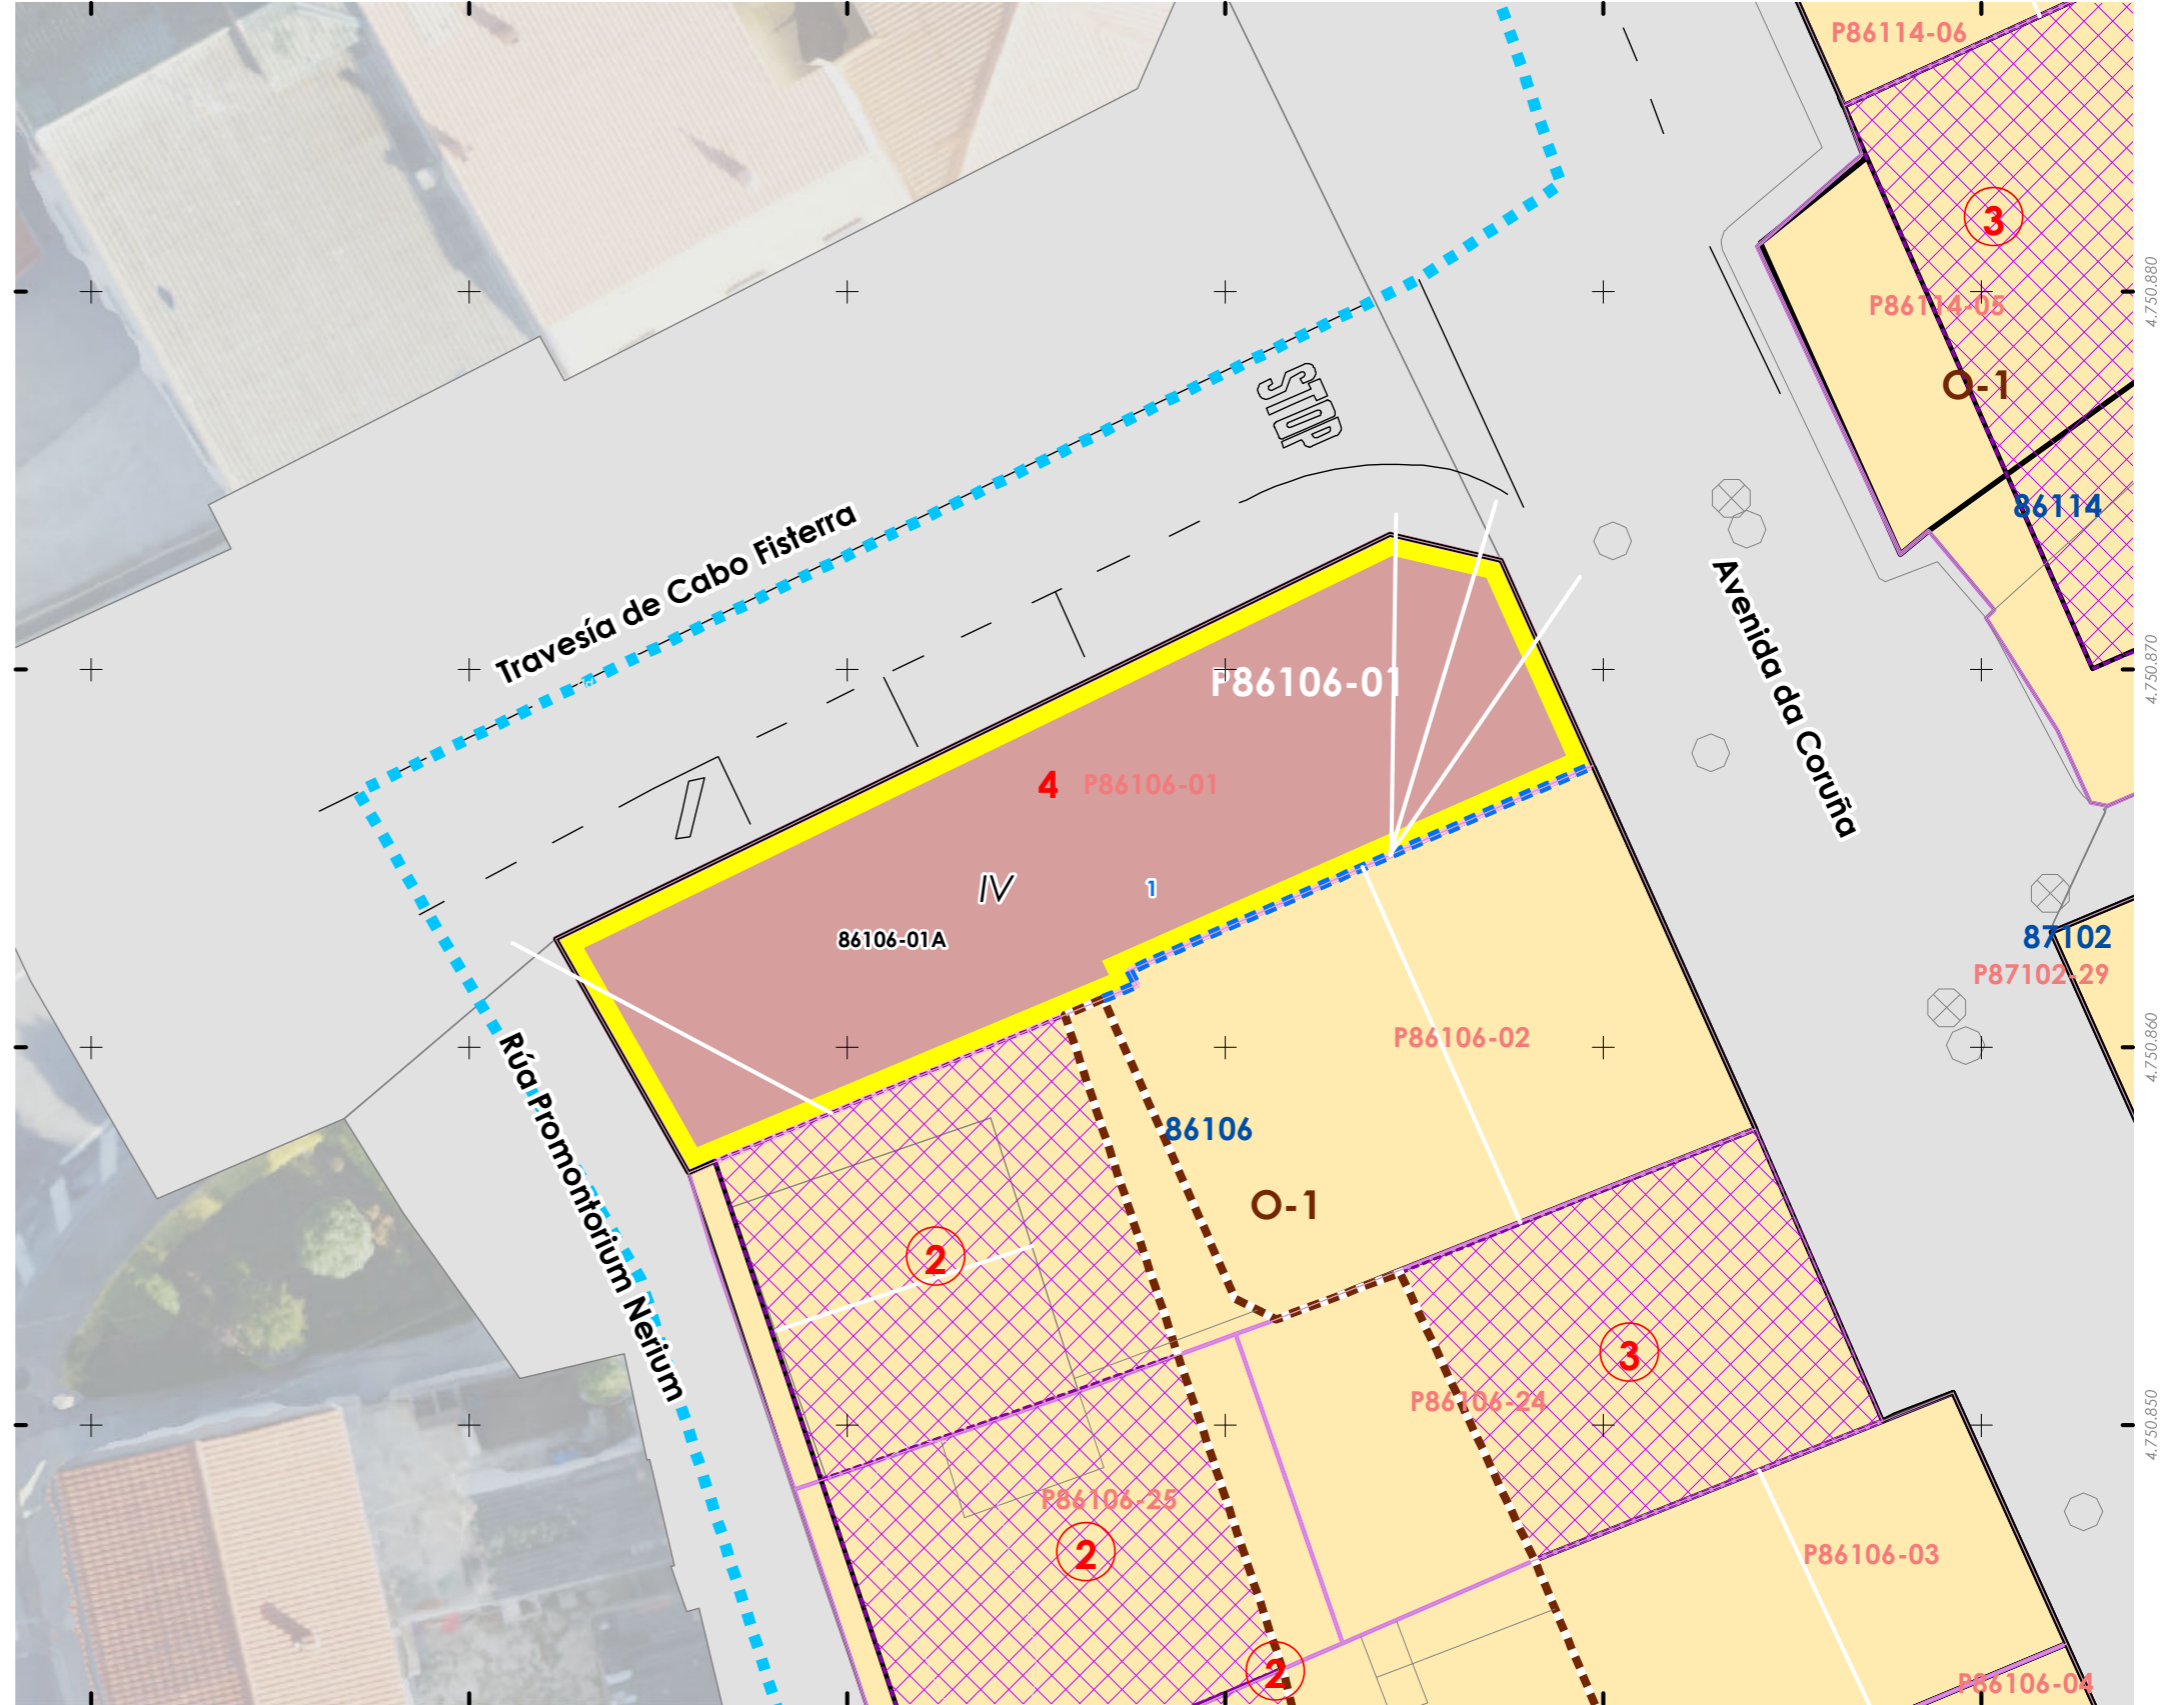 P86114-06
3
4.750.880
P86114-05
O-1
STOP
86114
Travesía de Cabo Fisterra
Avenida da Coruña
4.750.870
P86106-01
4
P86106-01
IV
1
86106-01A
87102
P87102-29
Rúa Promontorium Nerium
P86106-02
4.750.860
86106
O-1
2
3
P86106-24
4.750.850
P86106-25
2
P86106-03
2
P86106-04